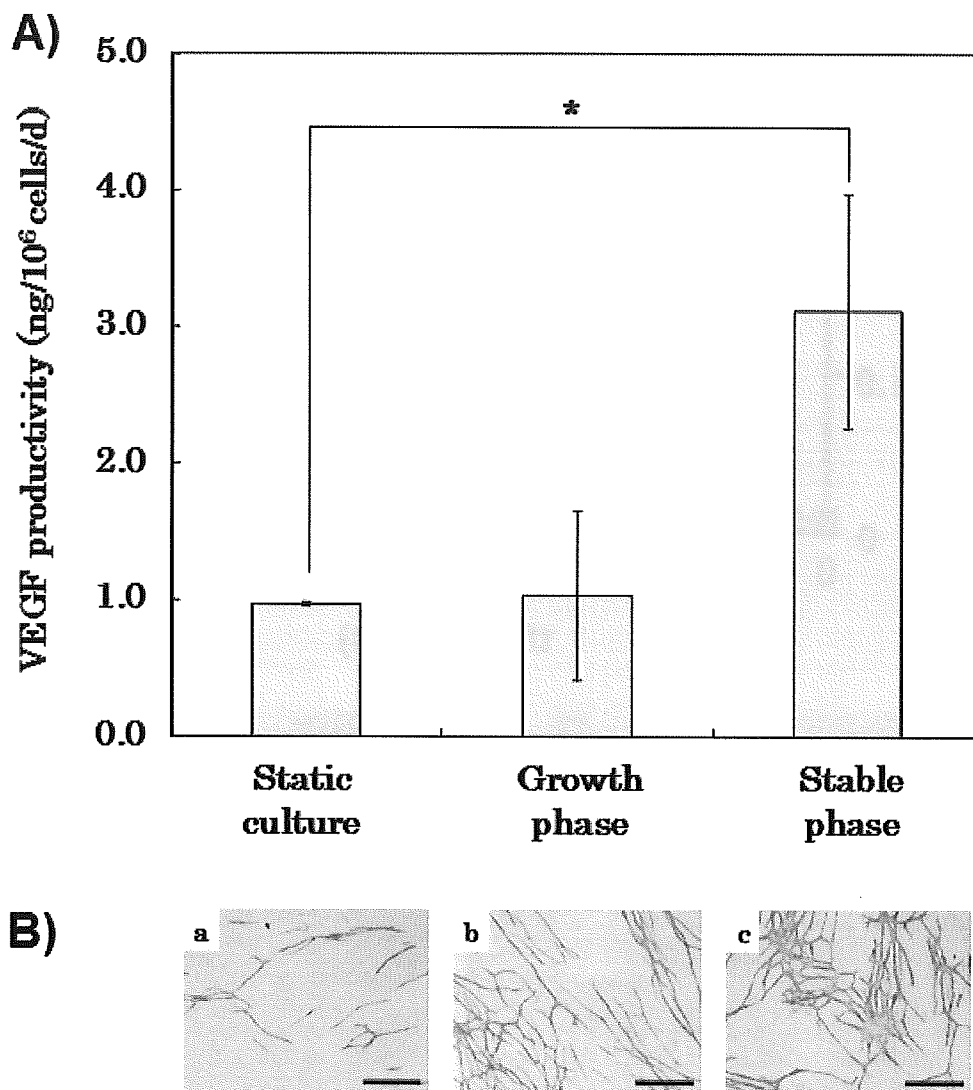 A)
VEGF productivity (ng/10⁶ cells/d)
5.0
4.0
3.0
2.0
1.0
0.0
*
Static culture
Growth phase
Stable phase
B)
a
b
c